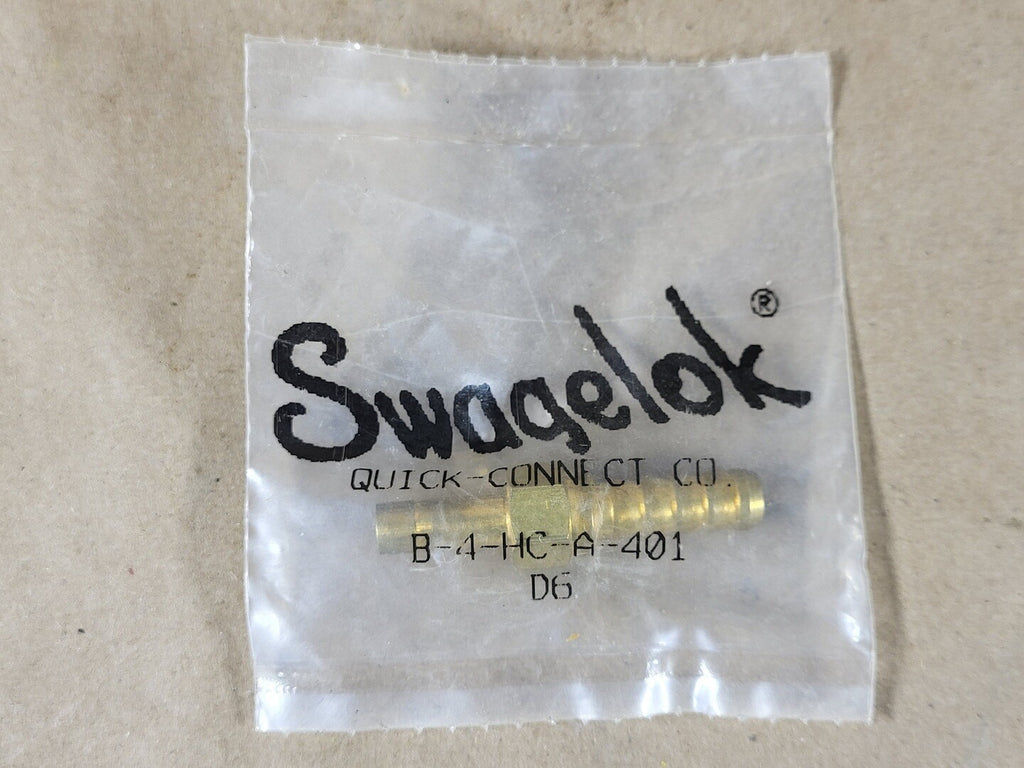 Swagelok®
QUICK-CONNECT CO.
B-4-HC-A-401
D6